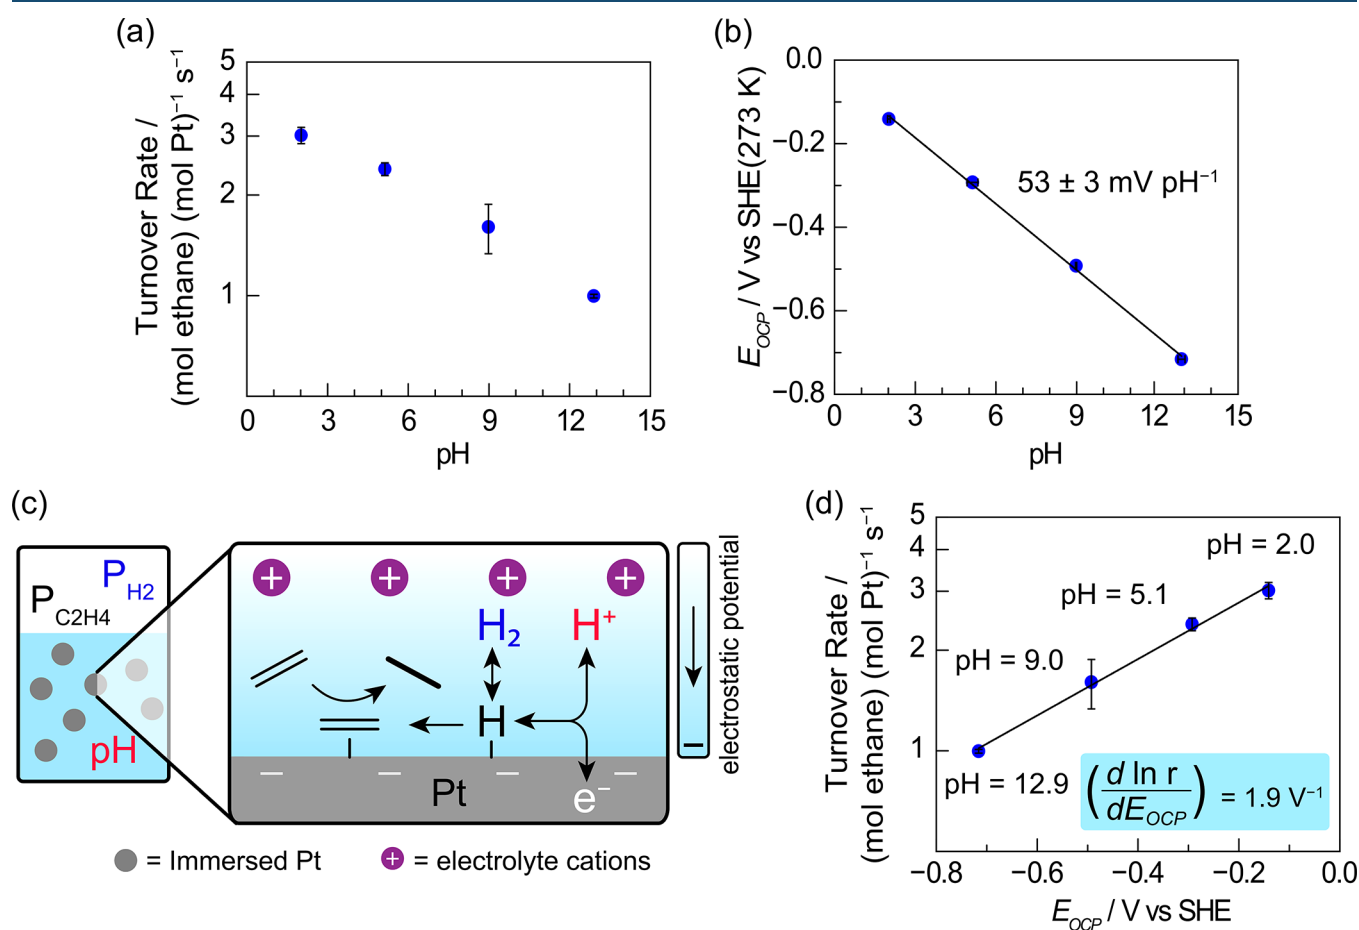 (a)
Turnover Rate /
(mol ethane) (mol Pt)⁻¹ s⁻¹
5
4
3
2
1
0
3
6
9
12
15
pH
(b)
E_OCP / V vs SHE(273 K)
0.0
−0.2
−0.4
−0.6
−0.8
53 ± 3 mV pH⁻¹
0
3
6
9
12
15
pH
(c)
P_H2
P_C2H4
pH
+ + + +
H₂
H⁺
H
− − − −
Pt
e⁻
electrostatic potential
−
= Immersed Pt
+ = electrolyte cations
(d)
Turnover Rate /
(mol ethane) (mol Pt)⁻¹ s⁻¹
5
4
3
2
1
pH = 2.0
pH = 5.1
pH = 9.0
pH = 12.9
(d ln r / dE_OCP) = 1.9 V⁻¹
−0.8
−0.6
−0.4
−0.2
0.0
E_OCP / V vs SHE